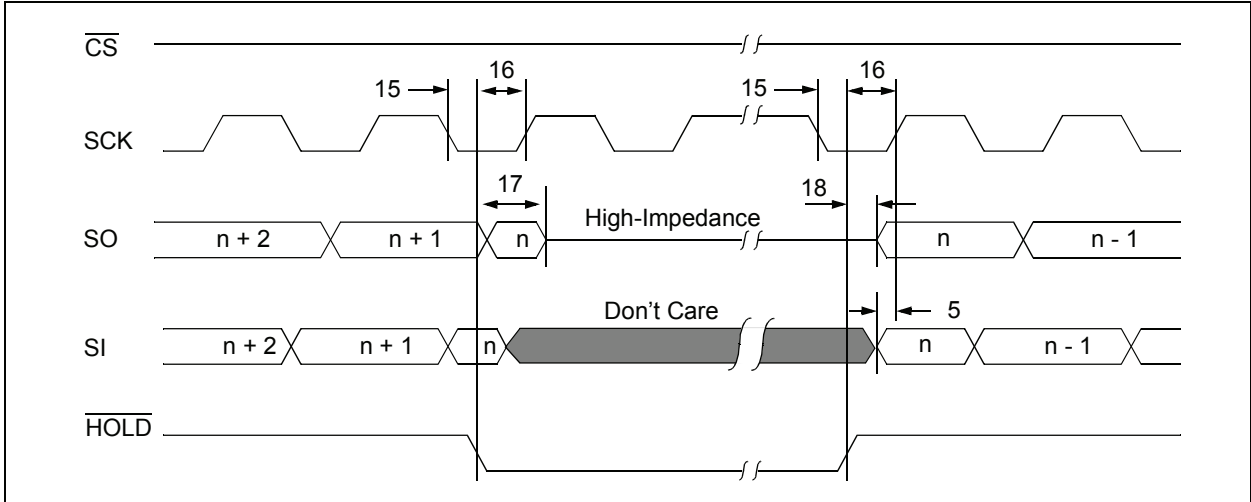 CS
15 16 15 16
SCK
17 18
SO n + 2 n + 1 n High-Impedance n n - 1
Don't Care 5
SI n + 2 n + 1 n n n - 1
HOLD